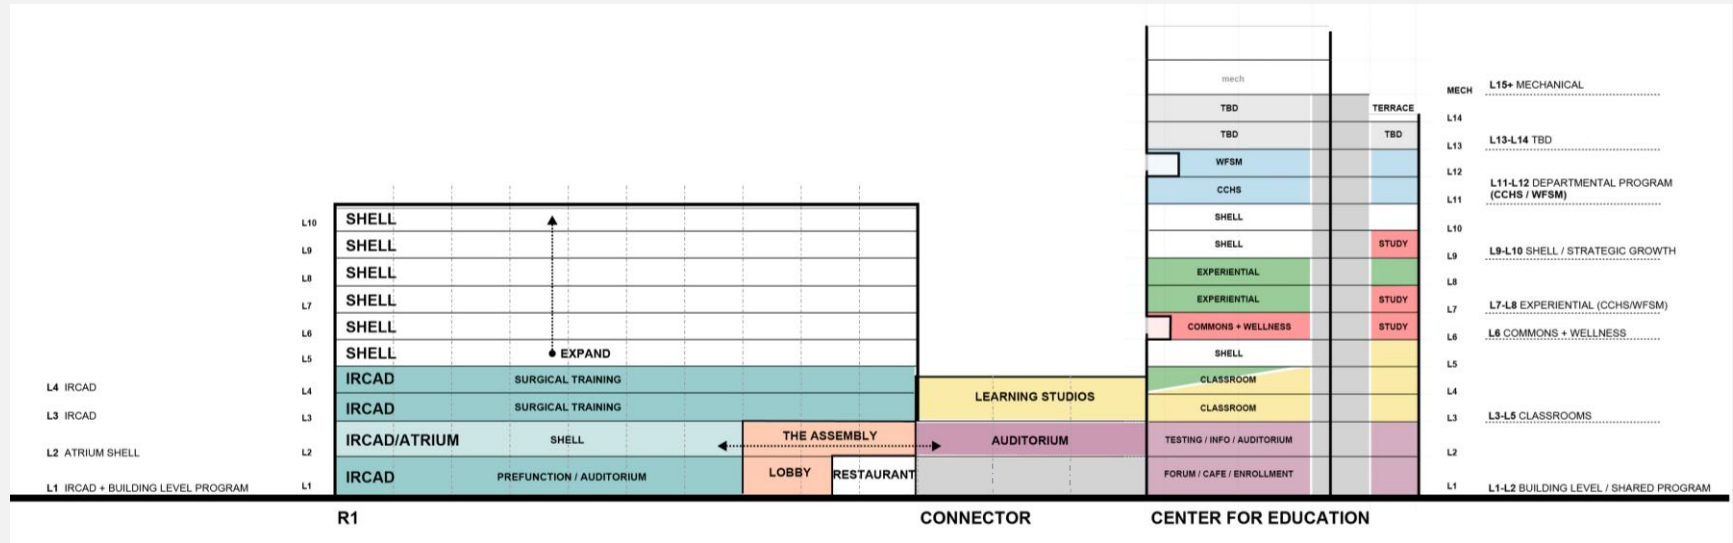 L4 IRCAD
L3 IRCAD
L2 ATRIUM SHELL
L1 IRCAD + BUILDING LEVEL PROGRAM
L10
L9
L8
L7
L6
L5
L4
L3
L2
L1
SHELL
SHELL
SHELL
SHELL
SHELL
SHELL
EXPAND
IRCAD SURGICAL TRAINING
IRCAD SURGICAL TRAINING
IRCAD/ATRIUM SHELL
IRCAD PREFUNCTION / AUDITORIUM
THE ASSEMBLY
LOBBY
RESTAURANT
LEARNING STUDIOS
AUDITORIUM
mech
TBD
TBD
WFSM
CCHS
SHELL
SHELL
EXPERIENTIAL
EXPERIENTIAL
COMMONS + WELLNESS
SHELL
CLASSROOM
CLASSROOM
TESTING / INFO / AUDITORIUM
FORUM / CAFE / ENROLLMENT
TERRACE
TBD
STUDY
STUDY
STUDY
MECH
L14
L13
L12
L11
L10
L9
L8
L7
L6
L5
L4
L3
L2
L1
L15+ MECHANICAL
L13-L14 TBD
L11-L12 DEPARTMENTAL PROGRAM
(CCHS / WFSM)
L9-L10 SHELL / STRATEGIC GROWTH
L7-L8 EXPERIENTIAL (CCHS/WFSM)
L6 COMMONS + WELLNESS
L3-L5 CLASSROOMS
L1-L2 BUILDING LEVEL / SHARED PROGRAM
R1
CONNECTOR
CENTER FOR EDUCATION